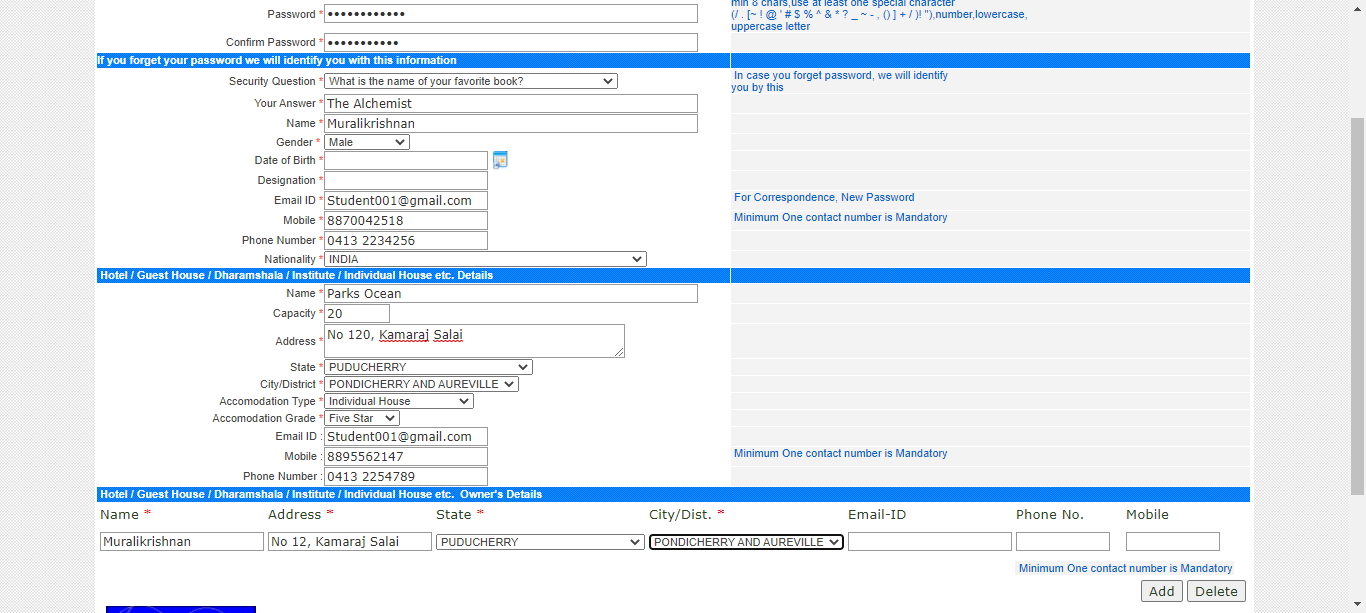 min 8 chars,use at least one special character
Password * ●●●●●●●●●●●● (/ . [~ ! @ ' # $ % ^ & * ? _ ~ - , () ] + / )! "),number,lowercase,
uppercase letter
Confirm Password * ●●●●●●●●●●●
If you forget your password we will identify you with this information
Security Question * What is the name of your favorite book? In case you forget password, we will identify
you by this
Your Answer * The Alchemist
Name * Muralikrishnan
Gender * Male
Date of Birth *
Designation *
Email ID * Student001@gmail.com For Correspondence, New Password
Mobile * 8870042518 Minimum One contact number is Mandatory
Phone Number * 0413 2234256
Nationality * INDIA
Hotel / Guest House / Dharamshala / Institute / Individual House etc. Details
Name * Parks Ocean
Capacity * 20
Address * No 120, Kamaraj Salai
State * PUDUCHERRY
City/District * PONDICHERRY AND AUREVILLE
Accomodation Type * Individual House
Accomodation Grade * Five Star
Email ID : Student001@gmail.com
Mobile : 8895562147 Minimum One contact number is Mandatory
Phone Number : 0413 2254789
Hotel / Guest House / Dharamshala / Institute / Individual House etc. Owner's Details
Name * Address * State * City/Dist. * Email-ID Phone No. Mobile
Muralikrishnan No 12, Kamaraj Salai PUDUCHERRY PONDICHERRY AND AUREVILLE
Minimum One contact number is Mandatory
Add Delete